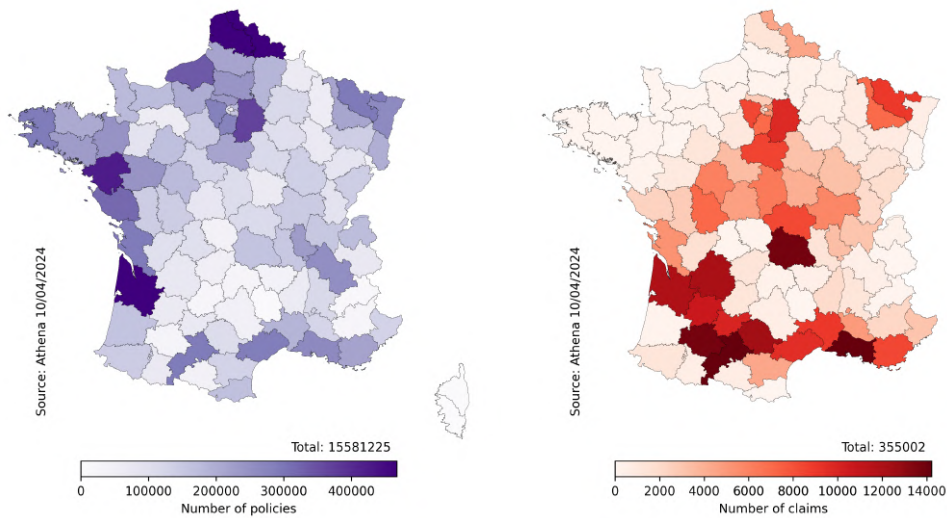 Source: Athena 10/04/2024
Total: 15581225
0 100000 200000 300000 400000
Number of policies
Source: Athena 10/04/2024
Total: 355002
0 2000 4000 6000 8000 10000 12000 14000
Number of claims